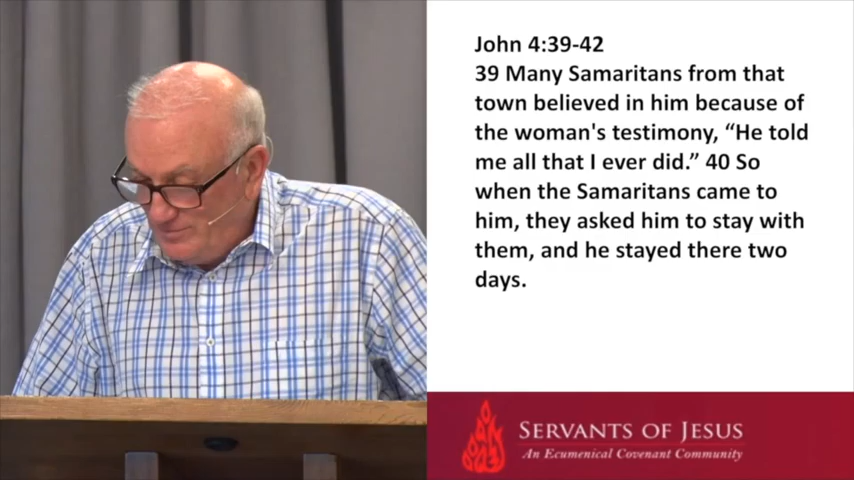 John 4:39-42
39 Many Samaritans from that
town believed in him because of
the woman's testimony, “He told
me all that I ever did.” 40 So
when the Samaritans came to
him, they asked him to stay with
them, and he stayed there two
days.
SERVANTS OF JESUS
An Ecumenical Covenant Community